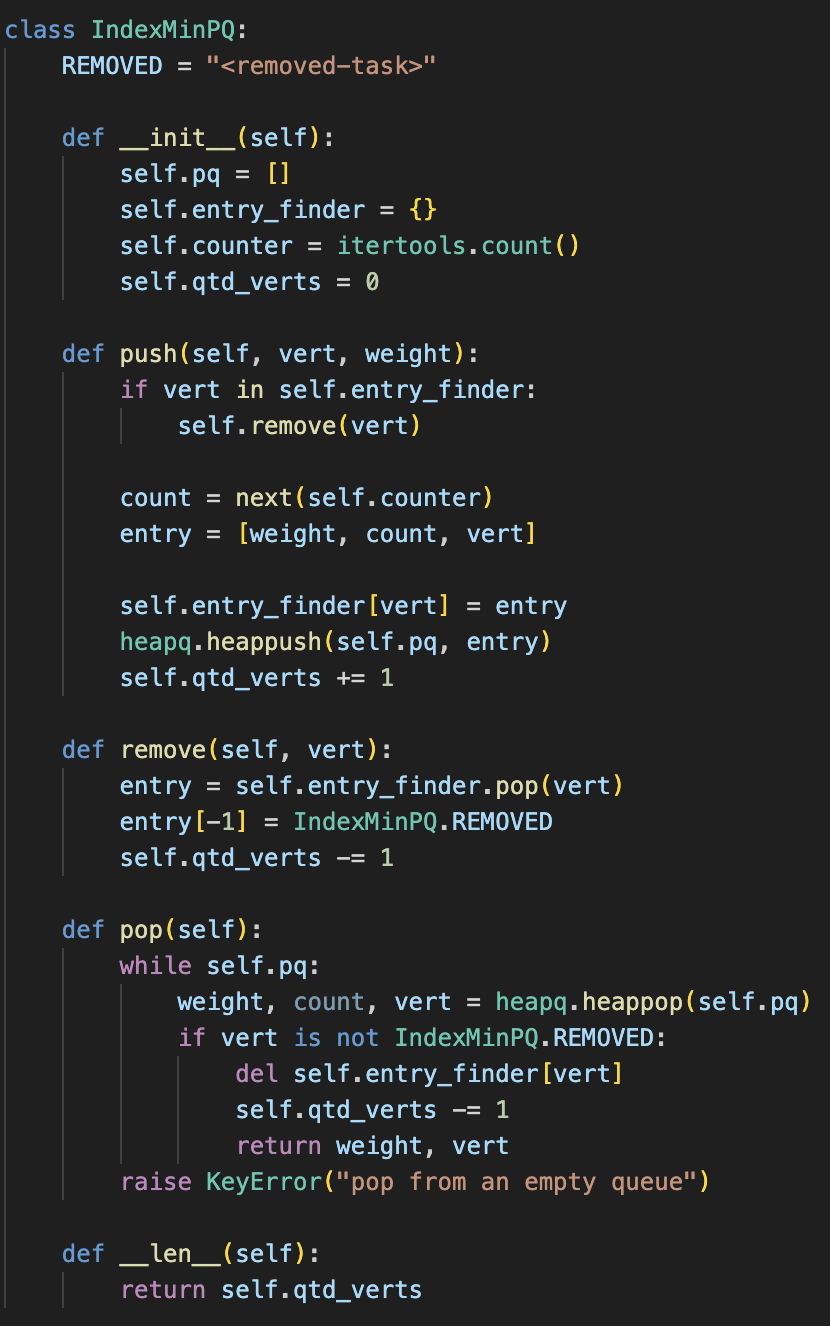 class IndexMinPQ:
    REMOVED = "<removed-task>"

    def __init__(self):
        self.pq = []
        self.entry_finder = {}
        self.counter = itertools.count()
        self.qtd_verts = 0

    def push(self, vert, weight):
        if vert in self.entry_finder:
            self.remove(vert)

        count = next(self.counter)
        entry = [weight, count, vert]

        self.entry_finder[vert] = entry
        heapq.heappush(self.pq, entry)
        self.qtd_verts += 1

    def remove(self, vert):
        entry = self.entry_finder.pop(vert)
        entry[-1] = IndexMinPQ.REMOVED
        self.qtd_verts -= 1

    def pop(self):
        while self.pq:
            weight, count, vert = heapq.heappop(self.pq)
            if vert is not IndexMinPQ.REMOVED:
                del self.entry_finder[vert]
                self.qtd_verts -= 1
                return weight, vert
        raise KeyError("pop from an empty queue")

    def __len__(self):
        return self.qtd_verts